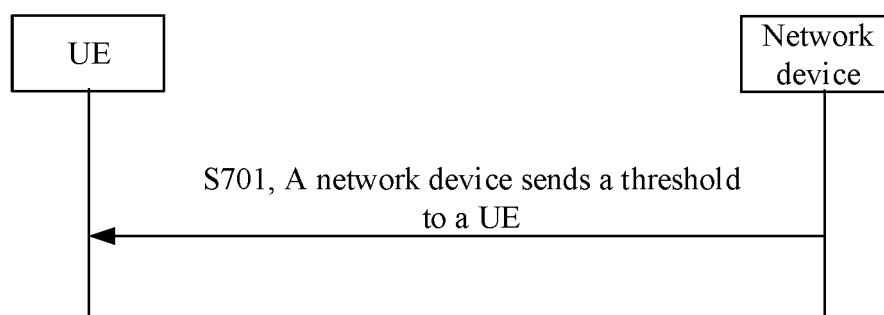 UE
Network
device
S701, A network device sends a threshold
to a UE